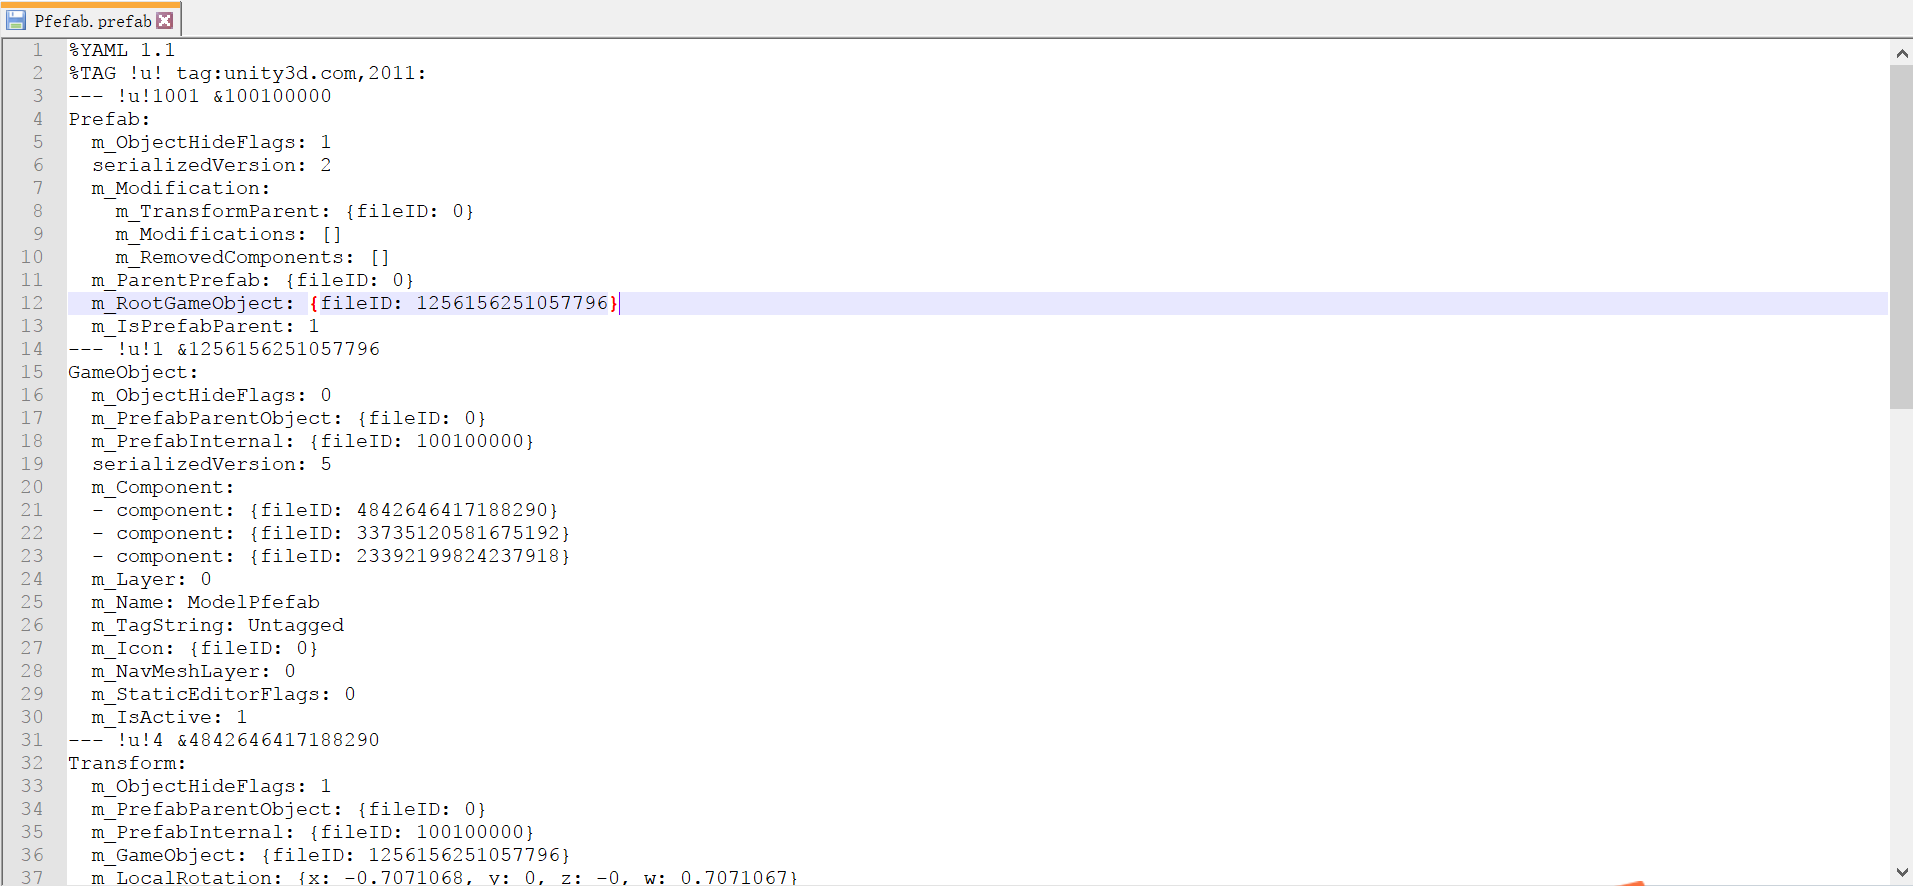 Pfefab.prefab
1 %YAML 1.1
2 %TAG !u! tag:unity3d.com,2011:
3 --- !u!1001 &100100000
4 Prefab:
5   m_ObjectHideFlags: 1
6   serializedVersion: 2
7   m_Modification:
8     m_TransformParent: {fileID: 0}
9     m_Modifications: []
10     m_RemovedComponents: []
11   m_ParentPrefab: {fileID: 0}
12   m_RootGameObject: {fileID: 1256156251057796}
13   m_IsPrefabParent: 1
14 --- !u!1 &1256156251057796
15 GameObject:
16   m_ObjectHideFlags: 0
17   m_PrefabParentObject: {fileID: 0}
18   m_PrefabInternal: {fileID: 100100000}
19   serializedVersion: 5
20   m_Component:
21   - component: {fileID: 4842646417188290}
22   - component: {fileID: 33735120581675192}
23   - component: {fileID: 23392199824237918}
24   m_Layer: 0
25   m_Name: ModelPfefab
26   m_TagString: Untagged
27   m_Icon: {fileID: 0}
28   m_NavMeshLayer: 0
29   m_StaticEditorFlags: 0
30   m_IsActive: 1
31 --- !u!4 &4842646417188290
32 Transform:
33   m_ObjectHideFlags: 1
34   m_PrefabParentObject: {fileID: 0}
35   m_PrefabInternal: {fileID: 100100000}
36   m_GameObject: {fileID: 1256156251057796}
37   m_LocalRotation: {x: -0.7071068, y: 0, z: -0, w: 0.7071067}